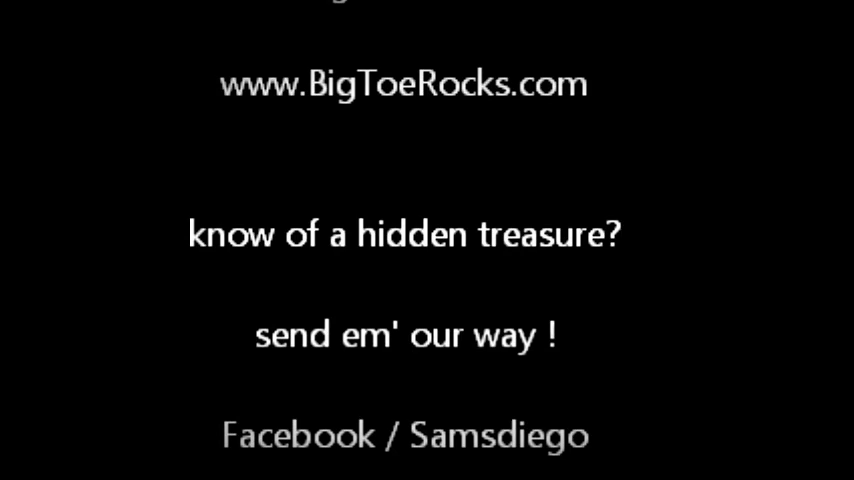 www.BigToeRocks.com
know of a hidden treasure?
send em' our way !
Facebook / Samsdiego